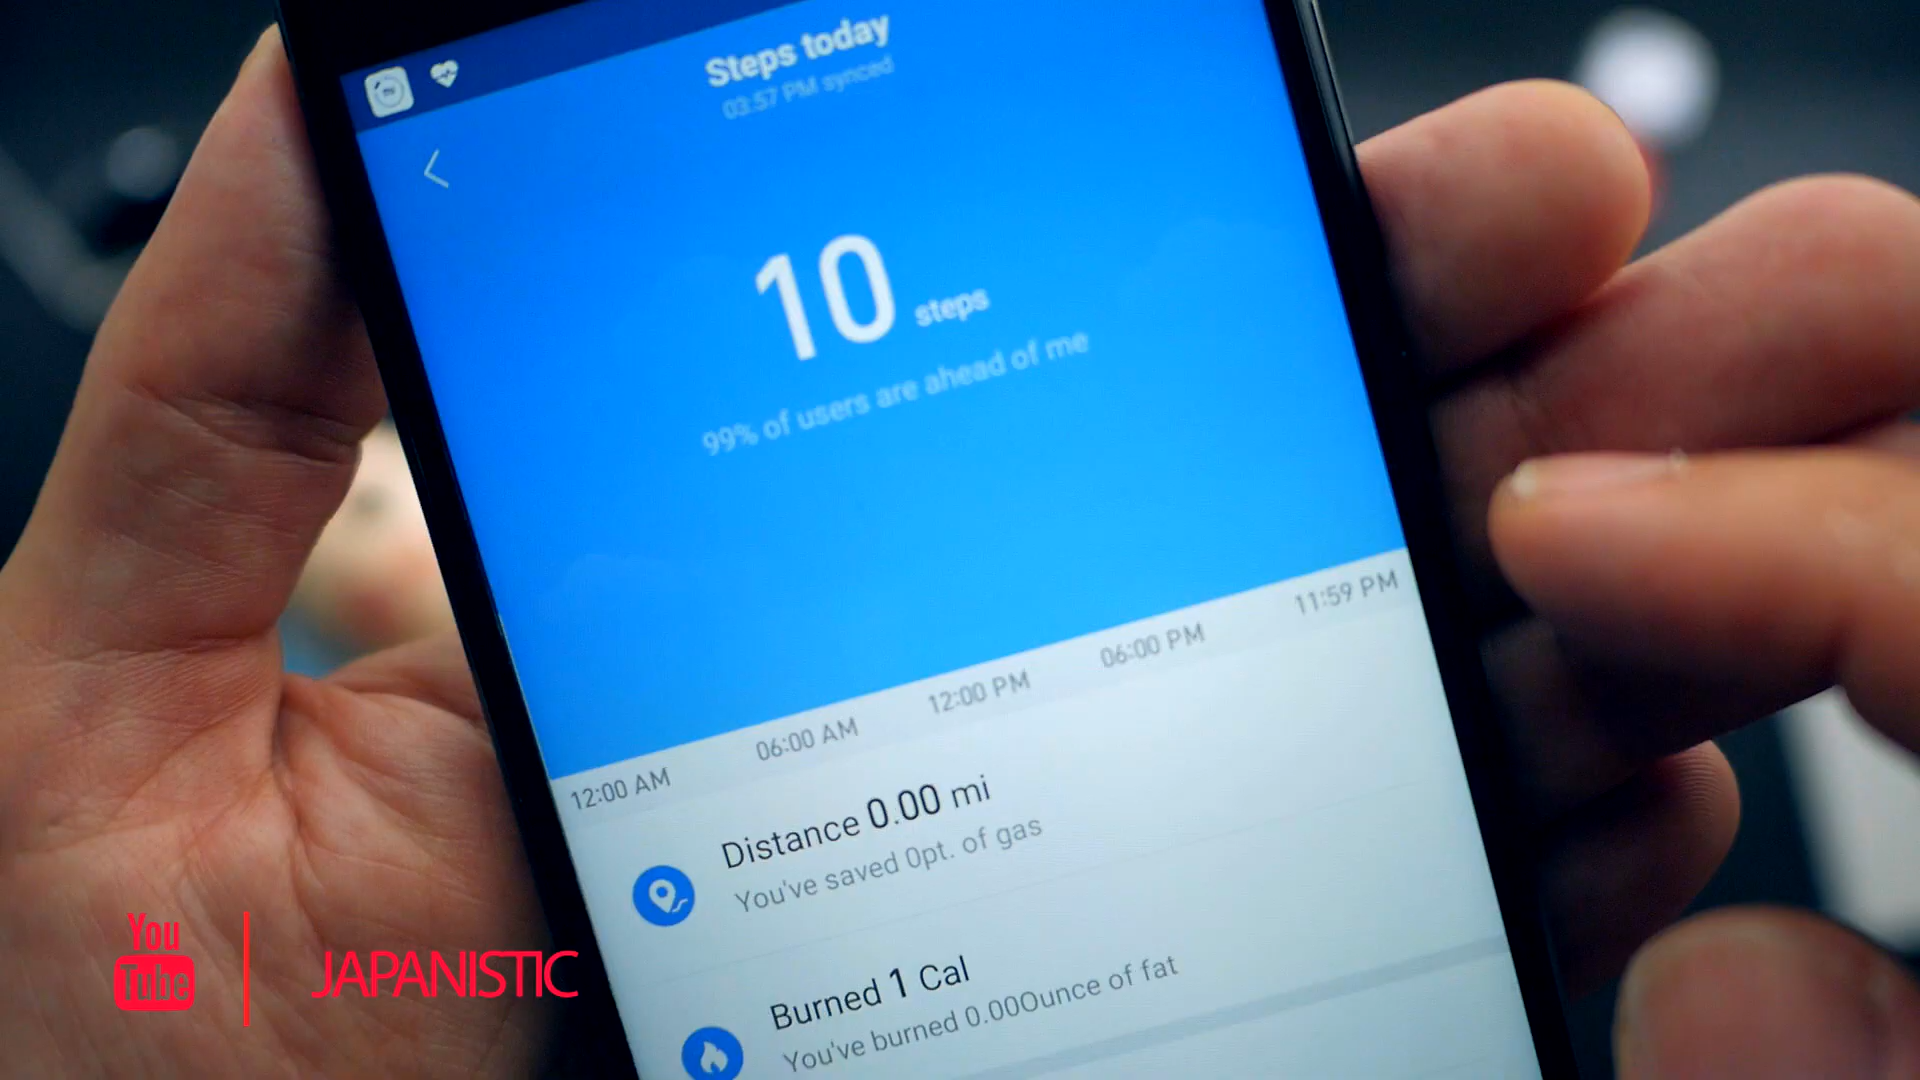 Steps today
03:57 PM synced
10 steps
99% of users are ahead of me
12:00 AM 06:00 AM 12:00 PM 06:00 PM 11:59 PM
Distance 0.00 mi
You've saved 0pt. of gas
Burned 1 Cal
You've burned 0.00Ounce of fat
You
Tube
JAPANISTIC